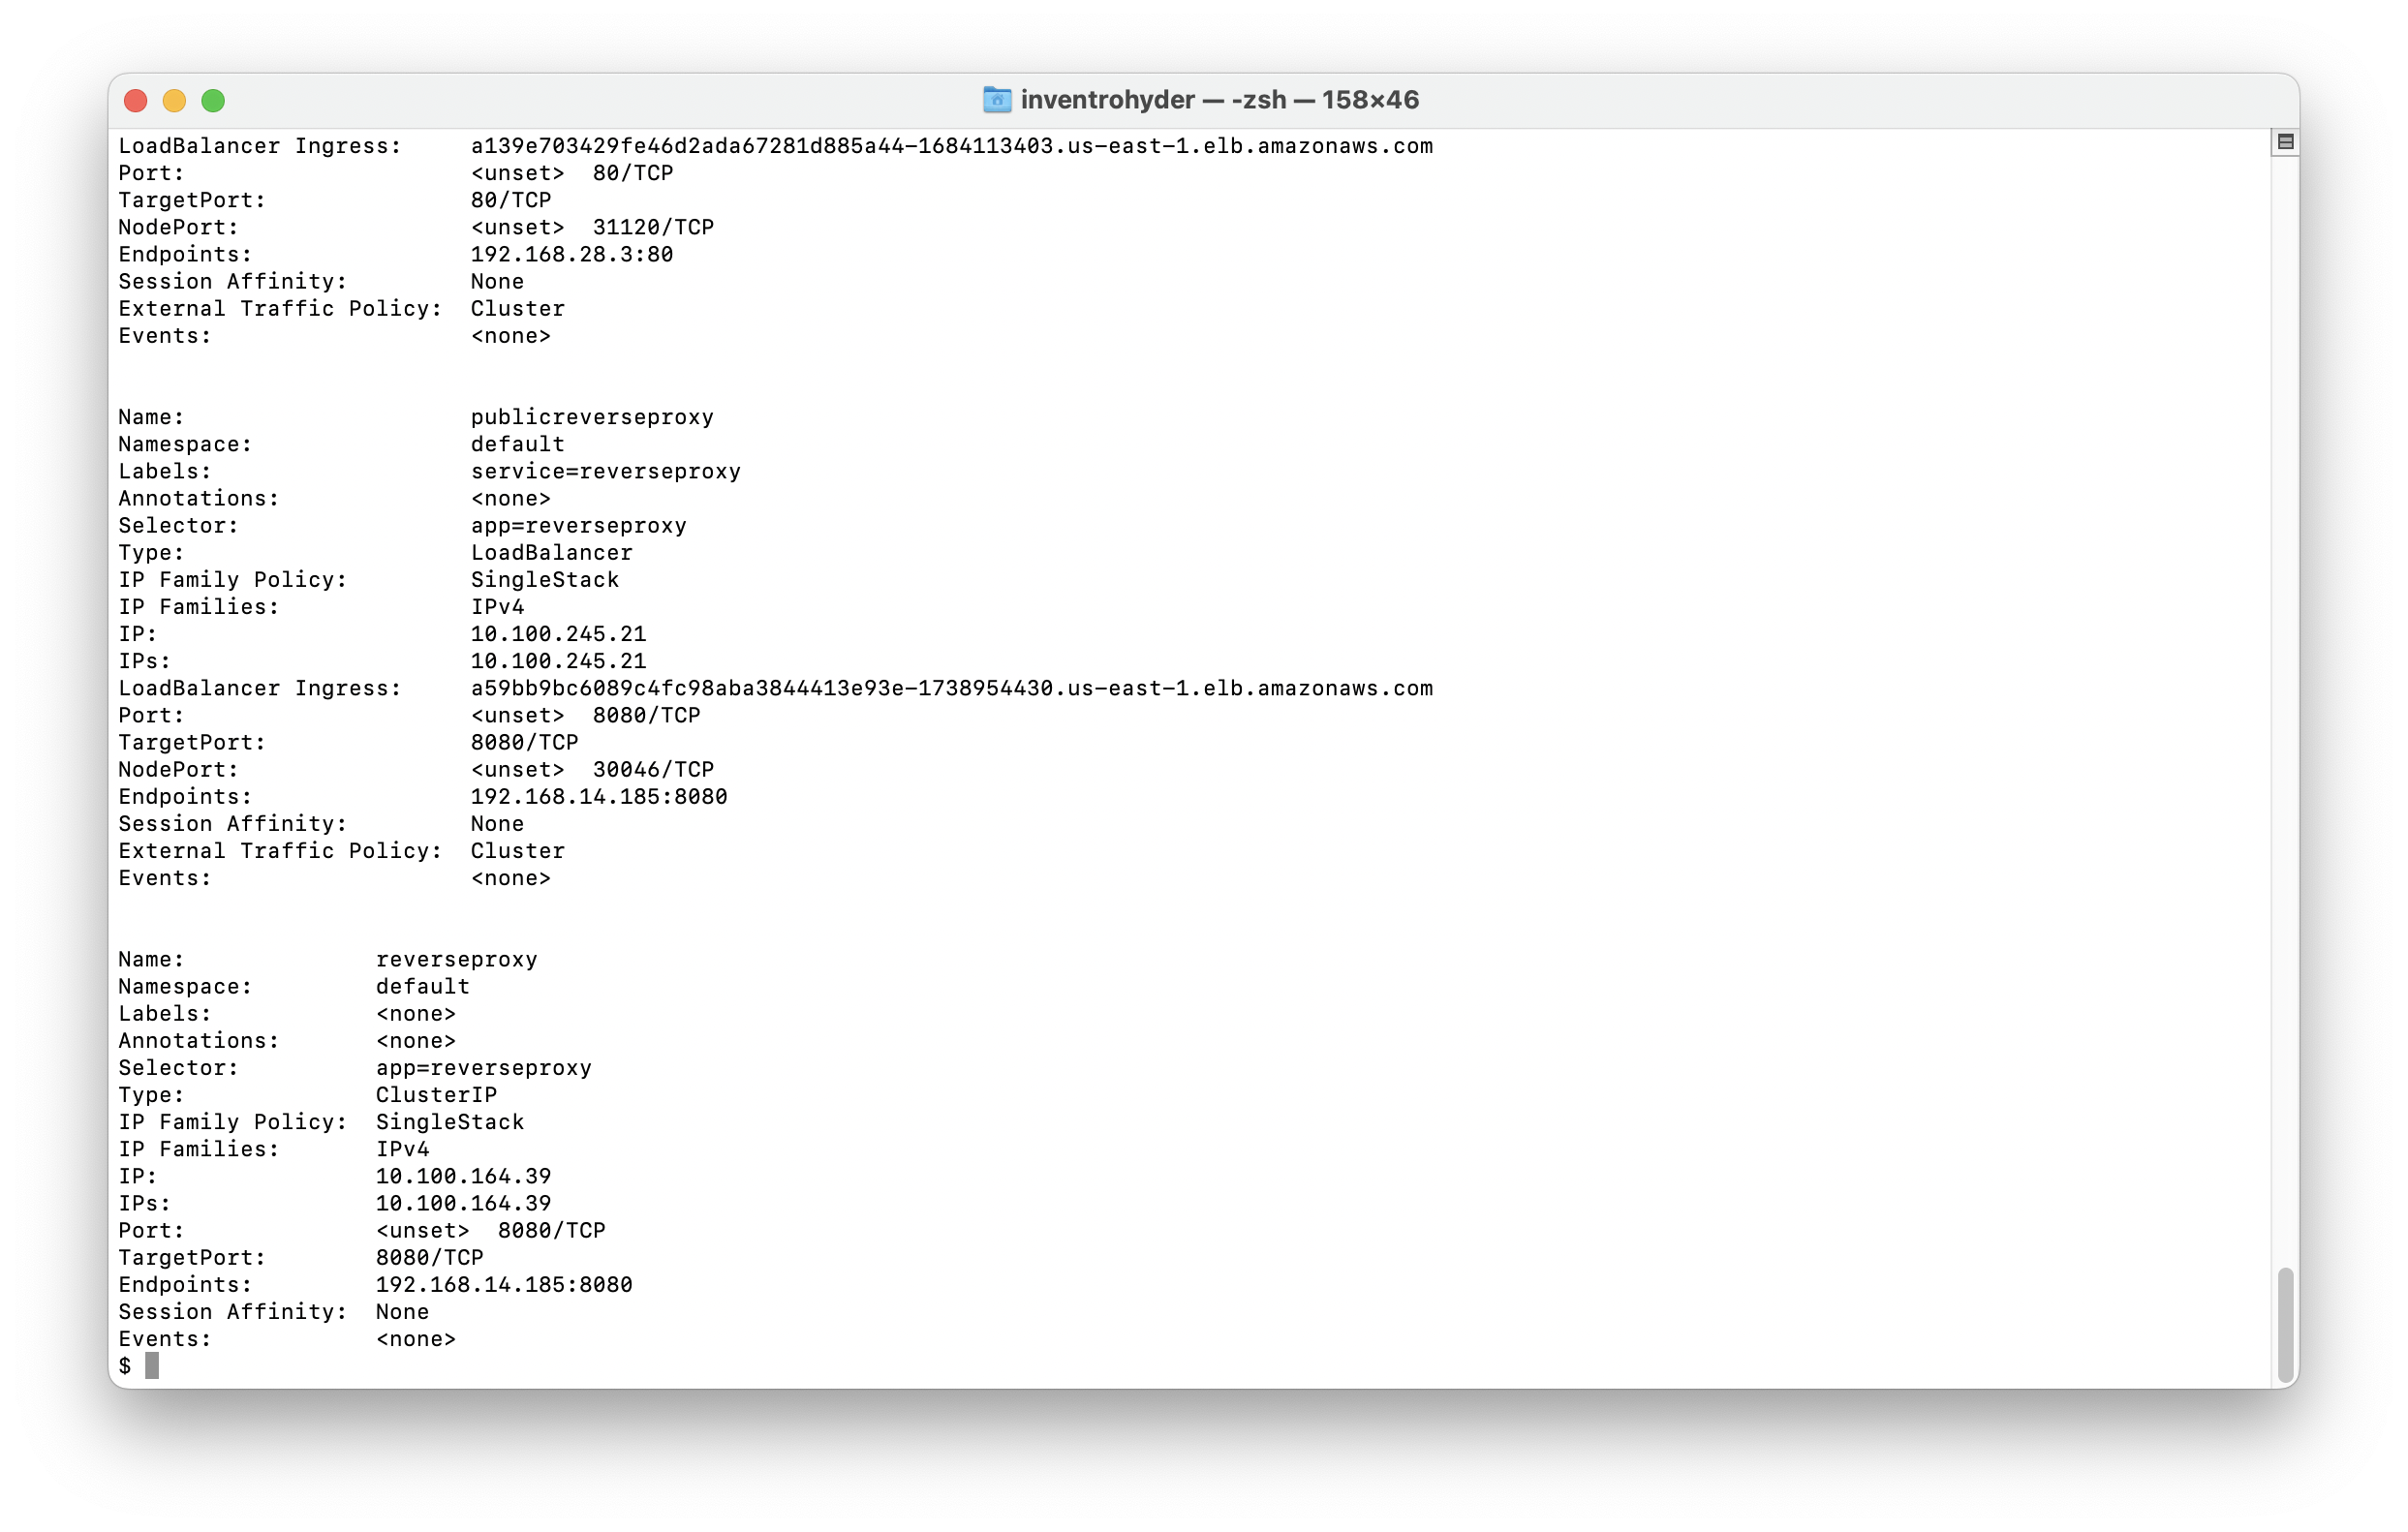 inventrohyder — -zsh — 158×46
LoadBalancer Ingress:     a139e703429fe46d2ada67281d885a44-1684113403.us-east-1.elb.amazonaws.com
Port:                     <unset>  80/TCP
TargetPort:               80/TCP
NodePort:                 <unset>  31120/TCP
Endpoints:                192.168.28.3:80
Session Affinity:         None
External Traffic Policy:  Cluster
Events:                   <none>
Name:                     publicreverseproxy
Namespace:                default
Labels:                   service=reverseproxy
Annotations:              <none>
Selector:                 app=reverseproxy
Type:                     LoadBalancer
IP Family Policy:         SingleStack
IP Families:              IPv4
IP:                       10.100.245.21
IPs:                      10.100.245.21
LoadBalancer Ingress:     a59bb9bc6089c4fc98aba3844413e93e-1738954430.us-east-1.elb.amazonaws.com
Port:                     <unset>  8080/TCP
TargetPort:               8080/TCP
NodePort:                 <unset>  30046/TCP
Endpoints:                192.168.14.185:8080
Session Affinity:         None
External Traffic Policy:  Cluster
Events:                   <none>
Name:              reverseproxy
Namespace:         default
Labels:            <none>
Annotations:       <none>
Selector:          app=reverseproxy
Type:              ClusterIP
IP Family Policy:  SingleStack
IP Families:       IPv4
IP:                10.100.164.39
IPs:               10.100.164.39
Port:              <unset>  8080/TCP
TargetPort:        8080/TCP
Endpoints:         192.168.14.185:8080
Session Affinity:  None
Events:            <none>
$